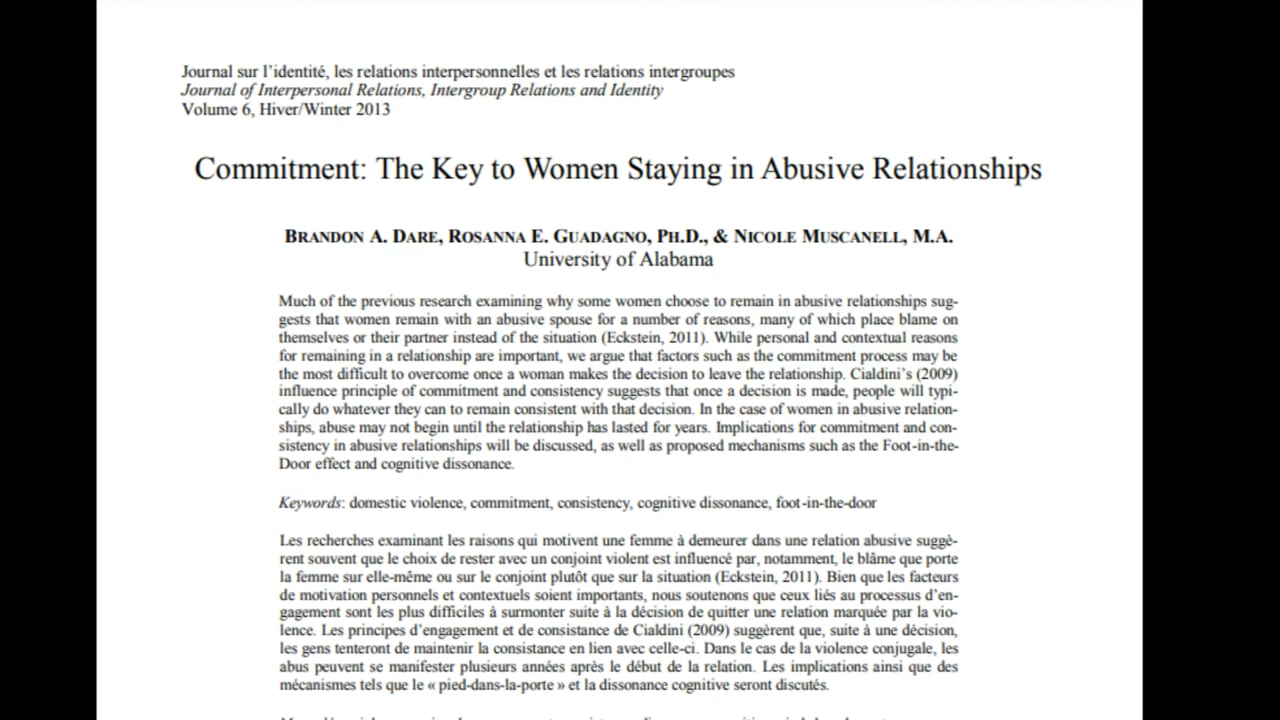 Journal sur l'identité, les relations interpersonnelles et les relations intergroupes
Journal of Interpersonal Relations, Intergroup Relations and Identity
Volume 6, Hiver/Winter 2013
Commitment: The Key to Women Staying in Abusive Relationships
BRANDON A. DARE, ROSANNA E. GUADAGNO, PH.D., & NICOLE MUSCANELL, M.A.
University of Alabama
Much of the previous research examining why some women choose to remain in abusive relationships sug-
gests that women remain with an abusive spouse for a number of reasons, many of which place blame on
themselves or their partner instead of the situation (Eckstein, 2011). While personal and contextual reasons
for remaining in a relationship are important, we argue that factors such as the commitment process may be
the most difficult to overcome once a woman makes the decision to leave the relationship. Cialdini's (2009)
influence principle of commitment and consistency suggests that once a decision is made, people will typi-
cally do whatever they can to remain consistent with that decision. In the case of women in abusive relation-
ships, abuse may not begin until the relationship has lasted for years. Implications for commitment and con-
sistency in abusive relationships will be discussed, as well as proposed mechanisms such as the Foot-in-the-
Door effect and cognitive dissonance.
Keywords: domestic violence, commitment, consistency, cognitive dissonance, foot-in-the-door
Les recherches examinant les raisons qui motivent une femme à demeurer dans une relation abusive suggè-
rent souvent que le choix de rester avec un conjoint violent est influencé par, notamment, le blâme que porte
la femme sur elle-même ou sur le conjoint plutôt que sur la situation (Eckstein, 2011). Bien que les facteurs
de motivation personnels et contextuels soient importants, nous soutenons que ceux liés au processus d'en-
gagement sont les plus difficiles à surmonter suite à la décision de quitter une relation marquée par la vio-
lence. Les principes d'engagement et de consistance de Cialdini (2009) suggèrent que, suite à une décision,
les gens tenteront de maintenir la consistance en lien avec celle-ci. Dans le cas de la violence conjugale, les
abus peuvent se manifester plusieurs années après le début de la relation. Les implications ainsi que des
mécanismes tels que le « pied-dans-la-porte » et la dissonance cognitive seront discutés.